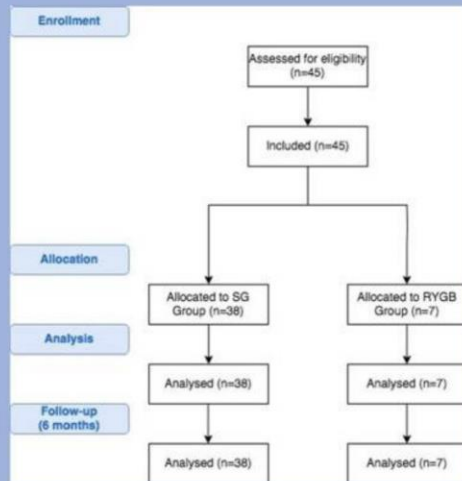 Enrollment
Assessed for eligibility
(n=45)
Included (n=45)
Allocation
Allocated to SG
Group (n=38)
Allocated to RYGB
Group (n=7)
Analysis
Analysed (n=38)
Analysed (n=7)
Follow-up
(6 months)
Analysed (n=38)
Analysed (n=7)